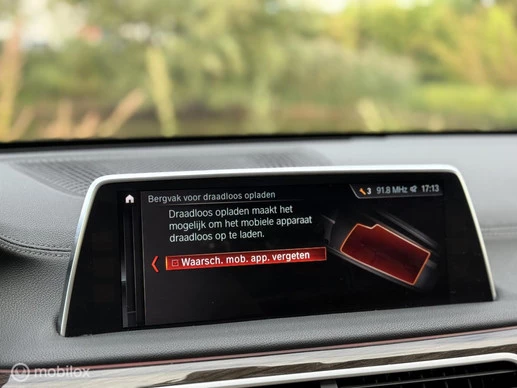 Bergvak voor draadloos opladen
3 91.8 MHz 17:13
Draadloos opladen maakt het
mogelijk om het mobiele apparaat
draadloos op te laden.
Waarsch. mob. app. vergeten
mobilox